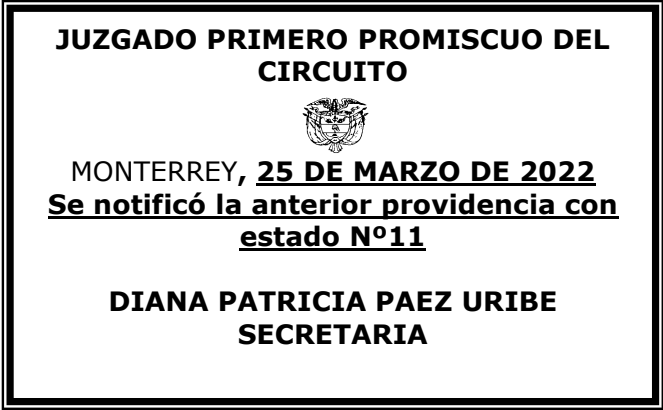 JUZGADO PRIMERO PROMISCUO DEL
CIRCUITO
MONTERREY, 25 DE MARZO DE 2022
Se notificó la anterior providencia con
estado Nº11
DIANA PATRICIA PAEZ URIBE
SECRETARIA